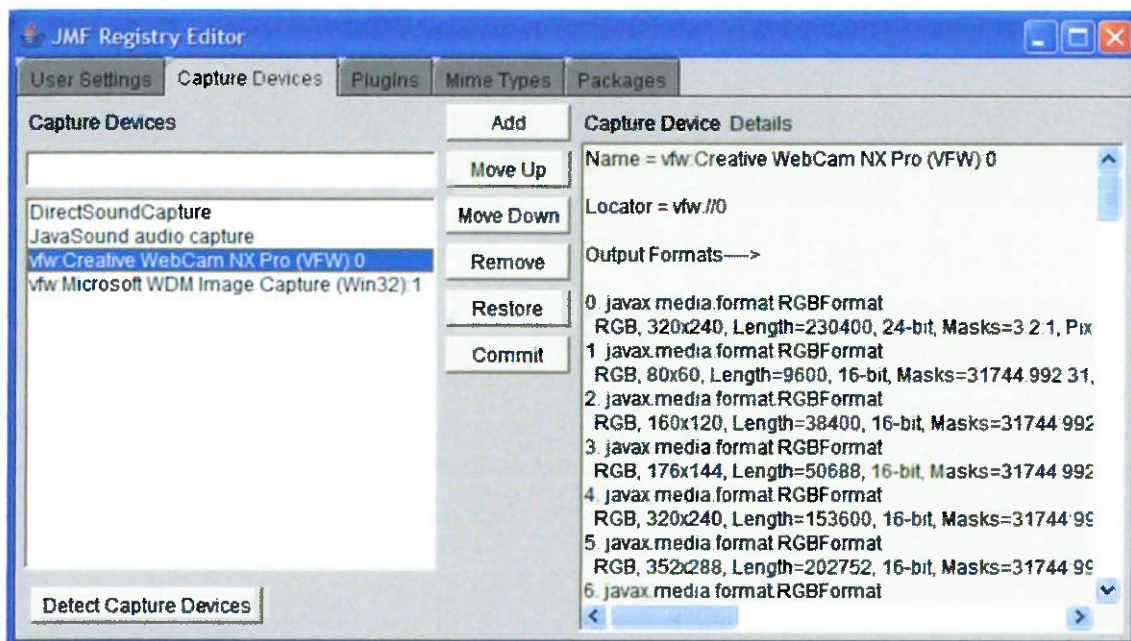 JMF Registry Editor
User Settings
Capture Devices
PlugIns
Mime Types
Packages
Capture Devices
DirectSoundCapture
JavaSound audio capture
vfw:Creative WebCam NX Pro (VFW):0
vfw:Microsoft WDM Image Capture (Win32):1
Detect Capture Devices
Add
Move Up
Move Down
Remove
Restore
Commit
Capture Device Details
Name = vfw:Creative WebCam NX Pro (VFW) 0
Locator = vfw://0
Output Formats---->
0. javax.media.format.RGBFormat
RGB, 320x240, Length=230400, 24-bit, Masks=3:2:1, Pix
1. javax.media.format.RGBFormat
RGB, 80x60, Length=9600, 16-bit, Masks=31744:992:31,
2. javax.media.format.RGBFormat
RGB, 160x120, Length=38400, 16-bit, Masks=31744:992
3. javax.media.format.RGBFormat
RGB, 176x144, Length=50688, 16-bit, Masks=31744:992
4. javax.media.format.RGBFormat
RGB, 320x240, Length=153600, 16-bit, Masks=31744:99
5. javax.media.format.RGBFormat
RGB, 352x288, Length=202752, 16-bit, Masks=31744:99
6. javax.media.format.RGBFormat